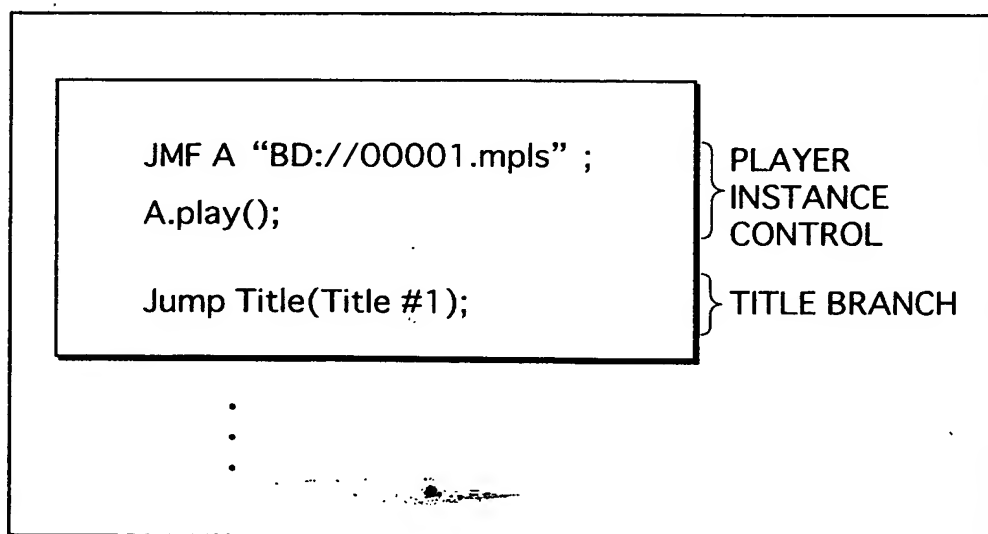 JMF A “BD://00001.mpls” ;
A.play();
Jump Title(Title #1);
PLAYER
INSTANCE
CONTROL
TITLE BRANCH